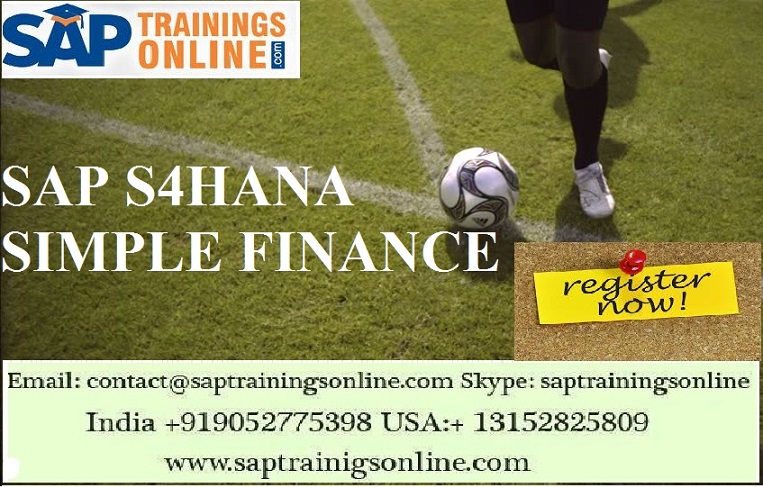 SAP TRAININGS
ONLINE.com
SAP S4HANA
SIMPLE FINANCE
register
now!
Email: contact@saptrainingsonline.com Skype: saptrainingsonline
India +919052775398 USA:+ 13152825809
www.saptrainigsonline.com